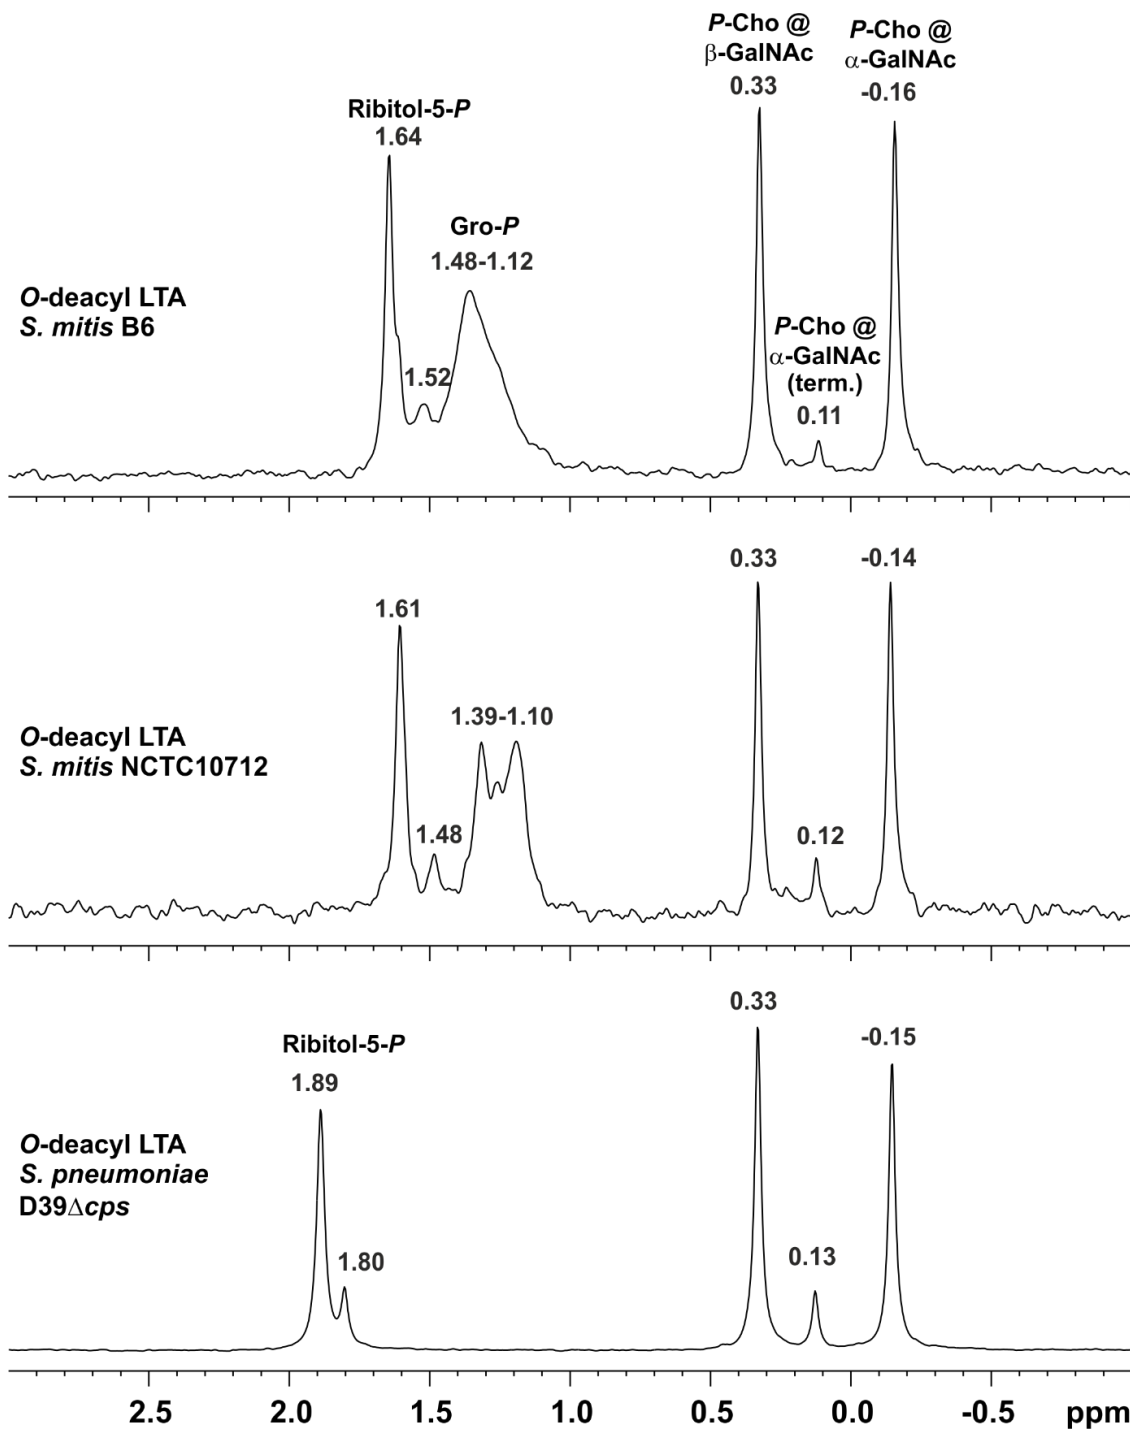 P-Cho @
β-GalNAc
0.33
P-Cho @
α-GalNAc
-0.16
Ribitol-5-P
1.64
Gro-P
1.48-1.12
O-deacyl LTA
S. mitis B6
1.52
P-Cho @
α-GalNAc
(term.)
0.11
0.33
-0.14
1.61
1.39-1.10
O-deacyl LTA
S. mitis NCTC10712
1.48
0.12
0.33
-0.15
Ribitol-5-P
1.89
O-deacyl LTA
S. pneumoniae
D39Δcps
1.80
0.13
2.5 2.0 1.5 1.0 0.5 0.0 -0.5 ppm